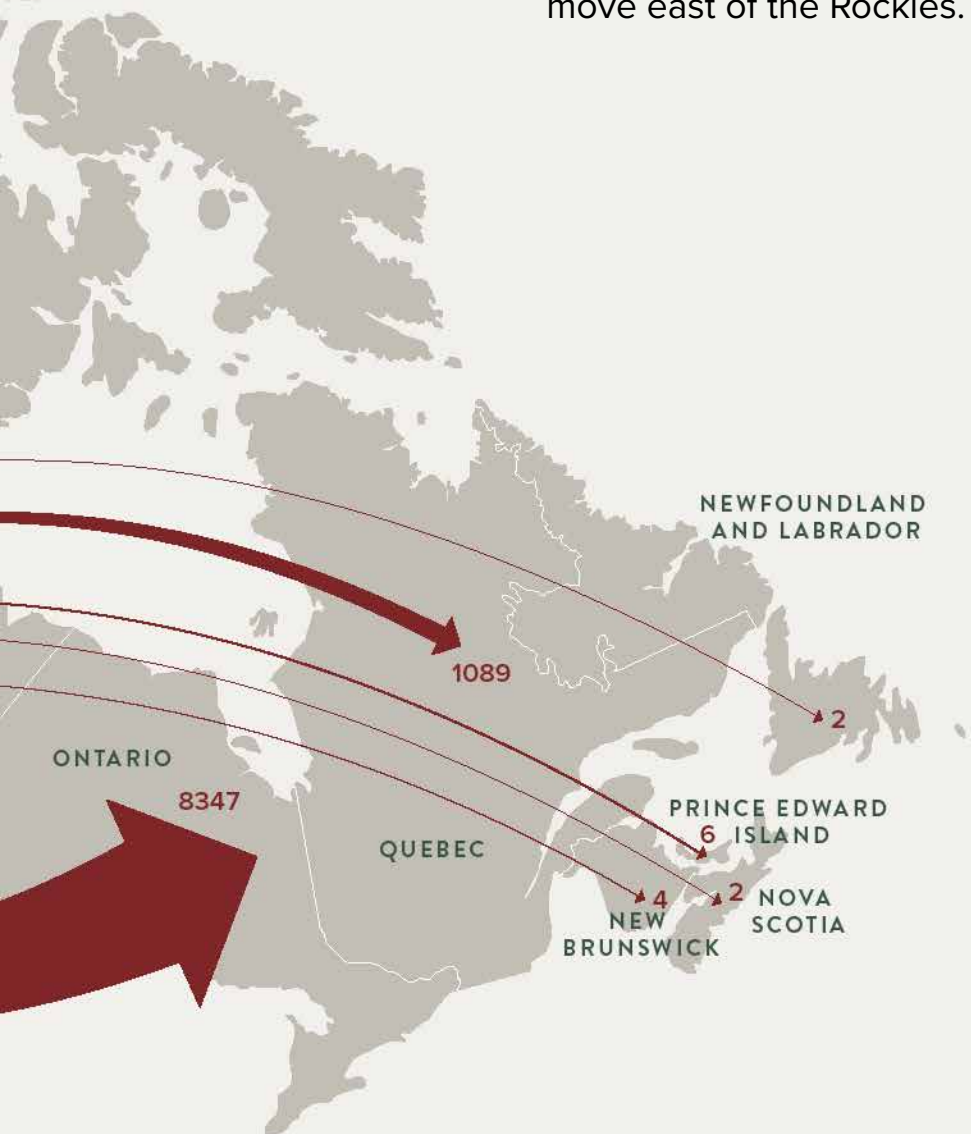 move east of the Rockies.
NEWFOUNDLAND
AND LABRADOR
1089
2
ONTARIO
8347
PRINCE EDWARD
6 ISLAND
QUEBEC
4
2
NOVA
SCOTIA
NEW
BRUNSWICK